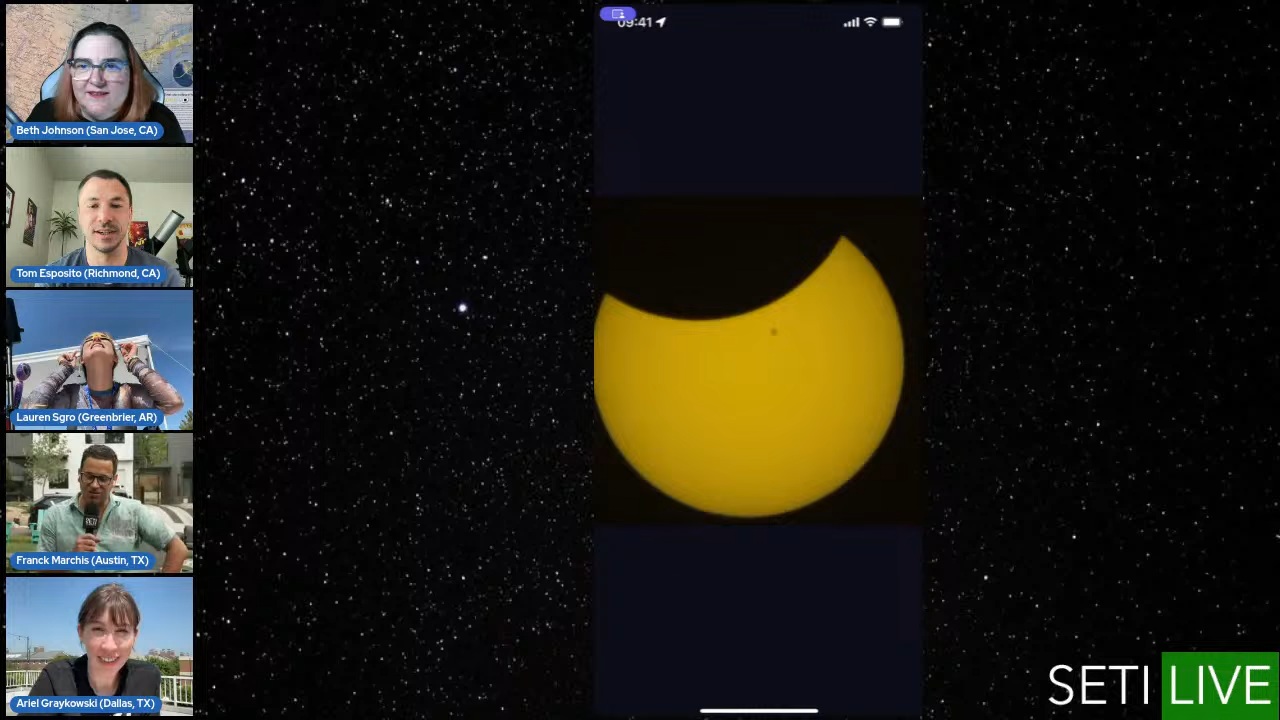 09:41
Beth Johnson (San Jose, CA)
Tom Esposito (Richmond, CA)
Lauren Sgro (Greenbrier, AR)
SETI
Franck Marchis (Austin, TX)
Ariel Graykowski (Dallas, TX)
SETI LIVE